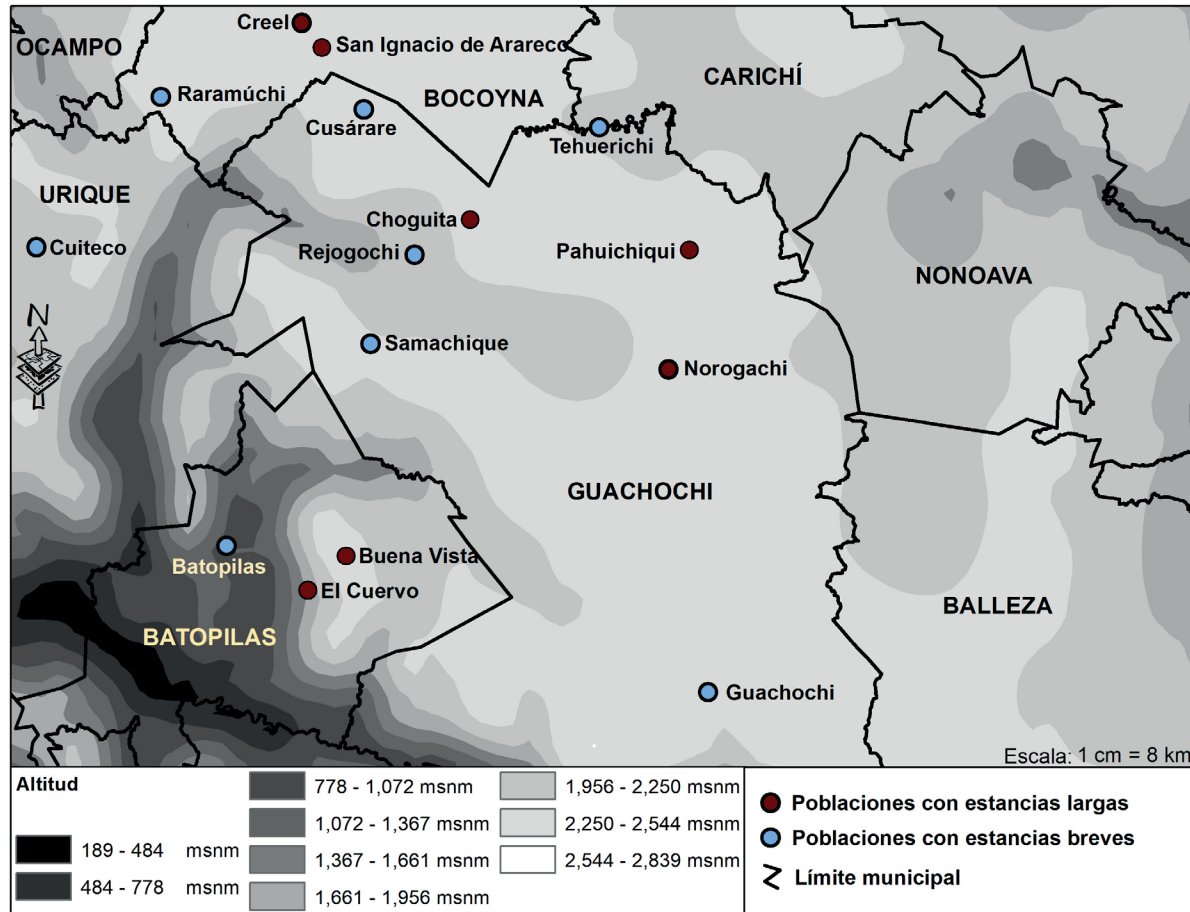 Creel
San Ignacio de Arareco
OCAMPO
CARICHÍ
Raramúchi
BOCOYNA
Cusárare
Tehuerichi
URIQUE
Choguita
Cuiteco
Rejogochi
Pahuichiqui
NONOAVA
N
Samachique
Norogachi
GUACHOCHI
Batopilas
Buena Vista
El Cuervo
BALLEZA
BATOPILAS
Guachochi
Escala: 1 cm = 8 km
Altitud
189 - 484 msnm
484 - 778 msnm
778 - 1,072 msnm
1,072 - 1,367 msnm
1,367 - 1,661 msnm
1,661 - 1,956 msnm
1,956 - 2,250 msnm
2,250 - 2,544 msnm
2,544 - 2,839 msnm
Poblaciones con estancias largas
Poblaciones con estancias breves
Límite municipal